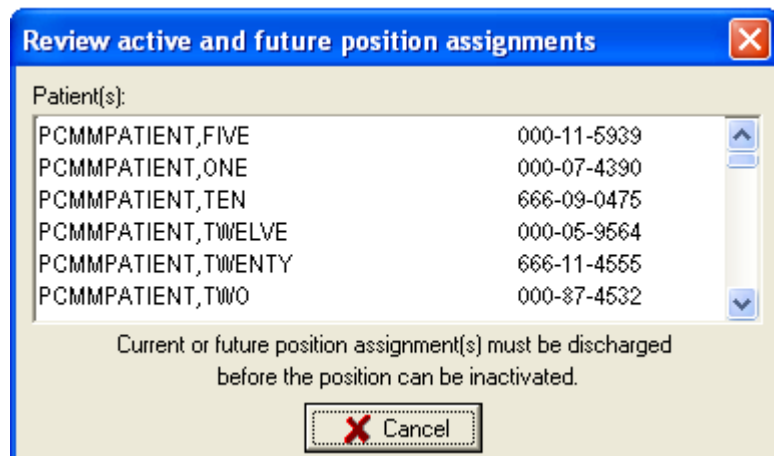 Review active and future position assignments
Patient(s):
PCMMPATIENT,FIVE 000-11-5939
PCMMPATIENT,ONE 000-07-4390
PCMMPATIENT,TEN 666-09-0475
PCMMPATIENT,TWELVE 000-05-9564
PCMMPATIENT,TWENTY 666-11-4555
PCMMPATIENT,TWO 000-87-4532
Current or future position assignment(s) must be discharged
before the position can be inactivated.
Cancel